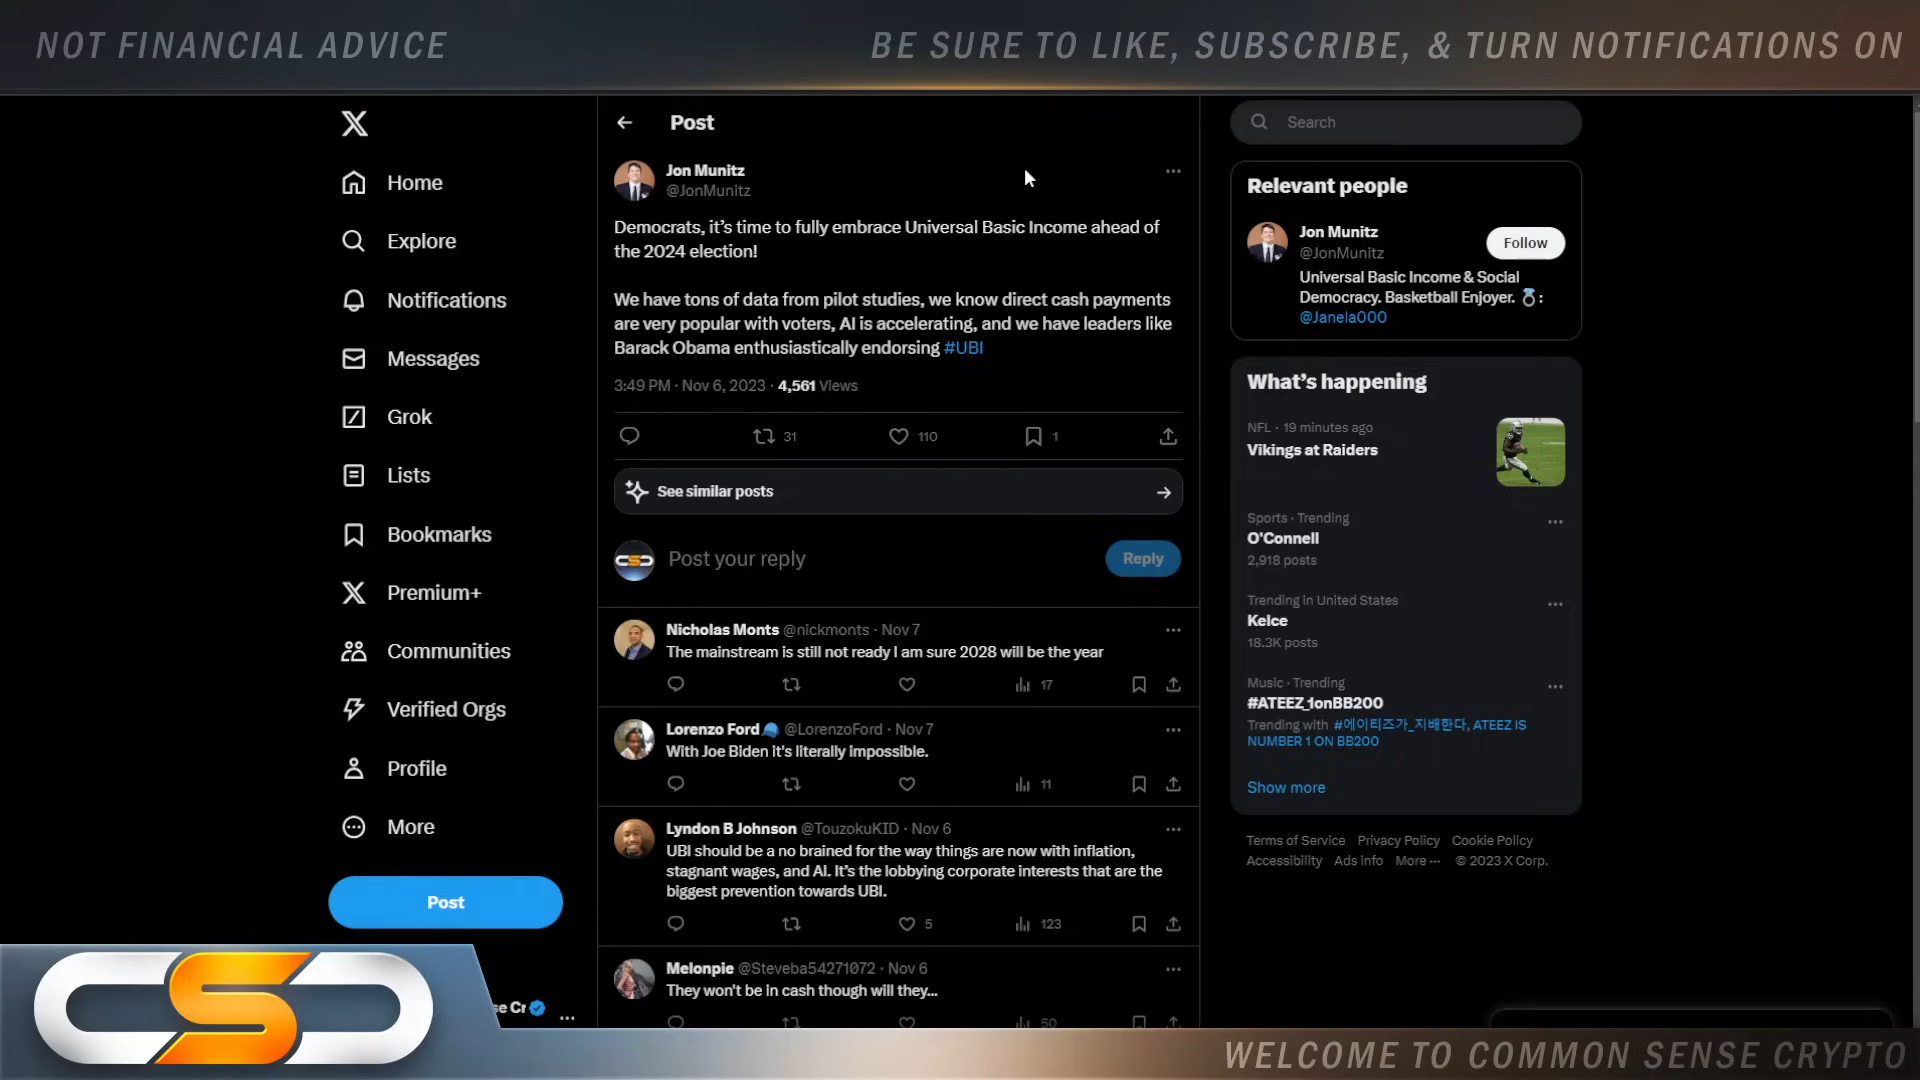 NOT FINANCIAL ADVICE
BE SURE TO LIKE, SUBSCRIBE, & TURN NOTIFICATIONS ON
Home
Explore
Notifications
Messages
Grok
Lists
Bookmarks
Premium+
Communities
Verified Orgs
Profile
More
Post
se Cr
Post
Jon Munitz
@JonMunitz
Democrats, it's time to fully embrace Universal Basic Income ahead of
the 2024 election!
We have tons of data from pilot studies, we know direct cash payments
are very popular with voters, AI is accelerating, and we have leaders like
Barack Obama enthusiastically endorsing #UBI
3:49 PM · Nov 6, 2023 · 4,561 Views
31 110 1
See similar posts
Post your reply
Reply
Nicholas Monts @nickmonts · Nov 7
The mainstream is still not ready I am sure 2028 will be the year
17
Lorenzo Ford @LorenzoFord · Nov 7
With Joe Biden it's literally impossible.
11
Lyndon B Johnson @TouzokuKID · Nov 6
UBI should be a no brained for the way things are now with inflation,
stagnant wages, and AI. It's the lobbying corporate interests that are the
biggest prevention towards UBI.
5 123
Melonpie @Steveba54271072 · Nov 6
They won't be in cash though will they...
50
Search
Relevant people
Jon Munitz
@JonMunitz
Follow
Universal Basic Income & Social
Democracy. Basketball Enjoyer. 💍:
@Janela000
What's happening
NFL · 19 minutes ago
Vikings at Raiders
Sports · Trending
O'Connell
2,918 posts
Trending in United States
Kelce
18.3K posts
Music · Trending
#ATEEZ_1onBB200
Trending with #에이티즈가_지배한다, ATEEZ IS
NUMBER 1 ON BB200
Show more
Terms of Service Privacy Policy Cookie Policy
Accessibility Ads info More ··· © 2023 X Corp.
CSC
WELCOME TO COMMON SENSE CRYPTO